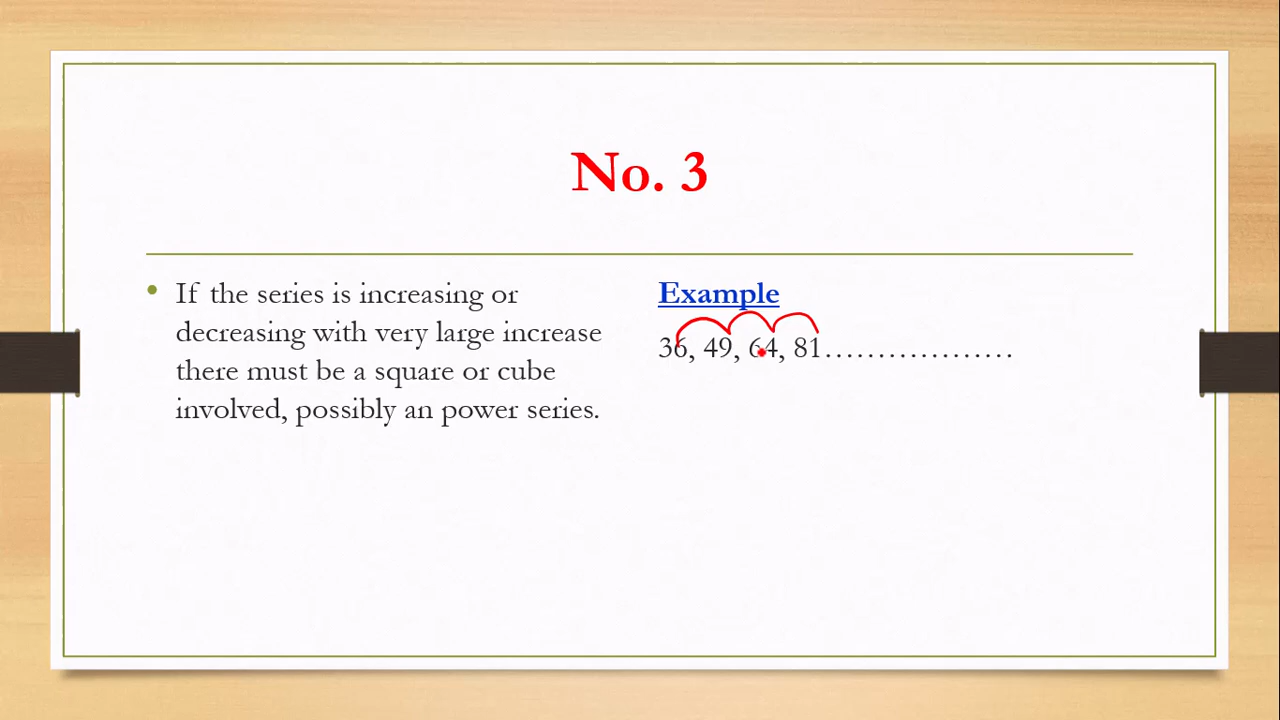 No. 3
• If the series is increasing or
decreasing with very large increase
there must be a square or cube
involved, possibly an power series.
Example
36, 49, 64, 81..................